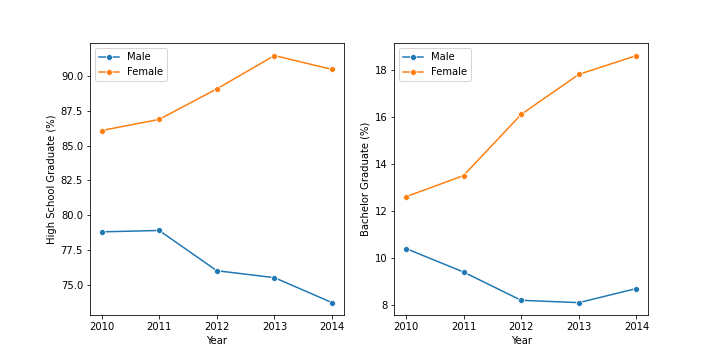 Male
Female
High School Graduate (%)
90.0
87.5
85.0
82.5
80.0
77.5
75.0
2010 2011 2012 2013 2014
Year
Male
Female
Bachelor Graduate (%)
18
16
14
12
10
8
2010 2011 2012 2013 2014
Year